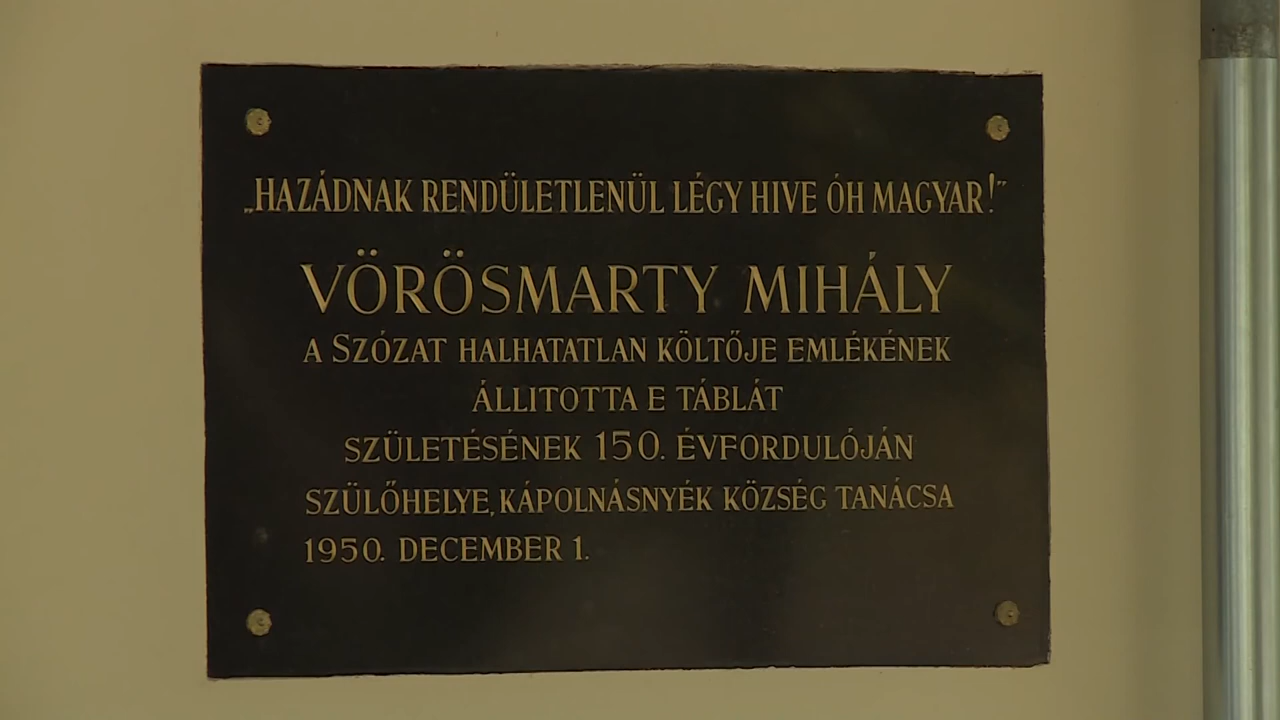 „HAZÁDNAK RENDÜLETLENÜL LÉGY HIVE ÓH MAGYAR!”
VÖRÖSMARTY MIHÁLY
A SZÓZAT HALHATATLAN KÖLTŐJE EMLÉKÉNEK
ÁLLITOTTA E TÁBLÁT
SZÜLETÉSÉNEK 150. ÉVFORDULÓJÁN
SZÜLŐHELYE, KÁPOLNÁSNYÉK KÖZSÉG TANÁCSA
1950. DECEMBER 1.